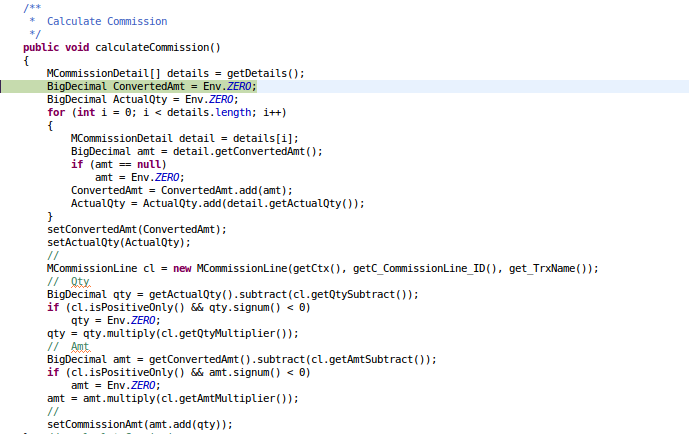 /**
 *  Calculate Commission
 */
public void calculateCommission()
{
    MCommissionDetail[] details = getDetails();
    BigDecimal ConvertedAmt = Env.ZERO;
    BigDecimal ActualQty = Env.ZERO;
    for (int i = 0; i < details.length; i++)
    {
        MCommissionDetail detail = details[i];
        BigDecimal amt = detail.getConvertedAmt();
        if (amt == null)
            amt = Env.ZERO;
        ConvertedAmt = ConvertedAmt.add(amt);
        ActualQty = ActualQty.add(detail.getActualQty());
    }
    setConvertedAmt(ConvertedAmt);
    setActualQty(ActualQty);
    //
    MCommissionLine cl = new MCommissionLine(getCtx(), getC_CommissionLine_ID(), get_TrxName());
    //  Qty
    BigDecimal qty = getActualQty().subtract(cl.getQtySubtract());
    if (cl.isPositiveOnly() && qty.signum() < 0)
        qty = Env.ZERO;
    qty = qty.multiply(cl.getQtyMultiplier());
    //  Amt
    BigDecimal amt = getConvertedAmt().subtract(cl.getAmtSubtract());
    if (cl.isPositiveOnly() && amt.signum() < 0)
        amt = Env.ZERO;
    amt = amt.multiply(cl.getAmtMultiplier());
    //
    setCommissionAmt(amt.add(qty));